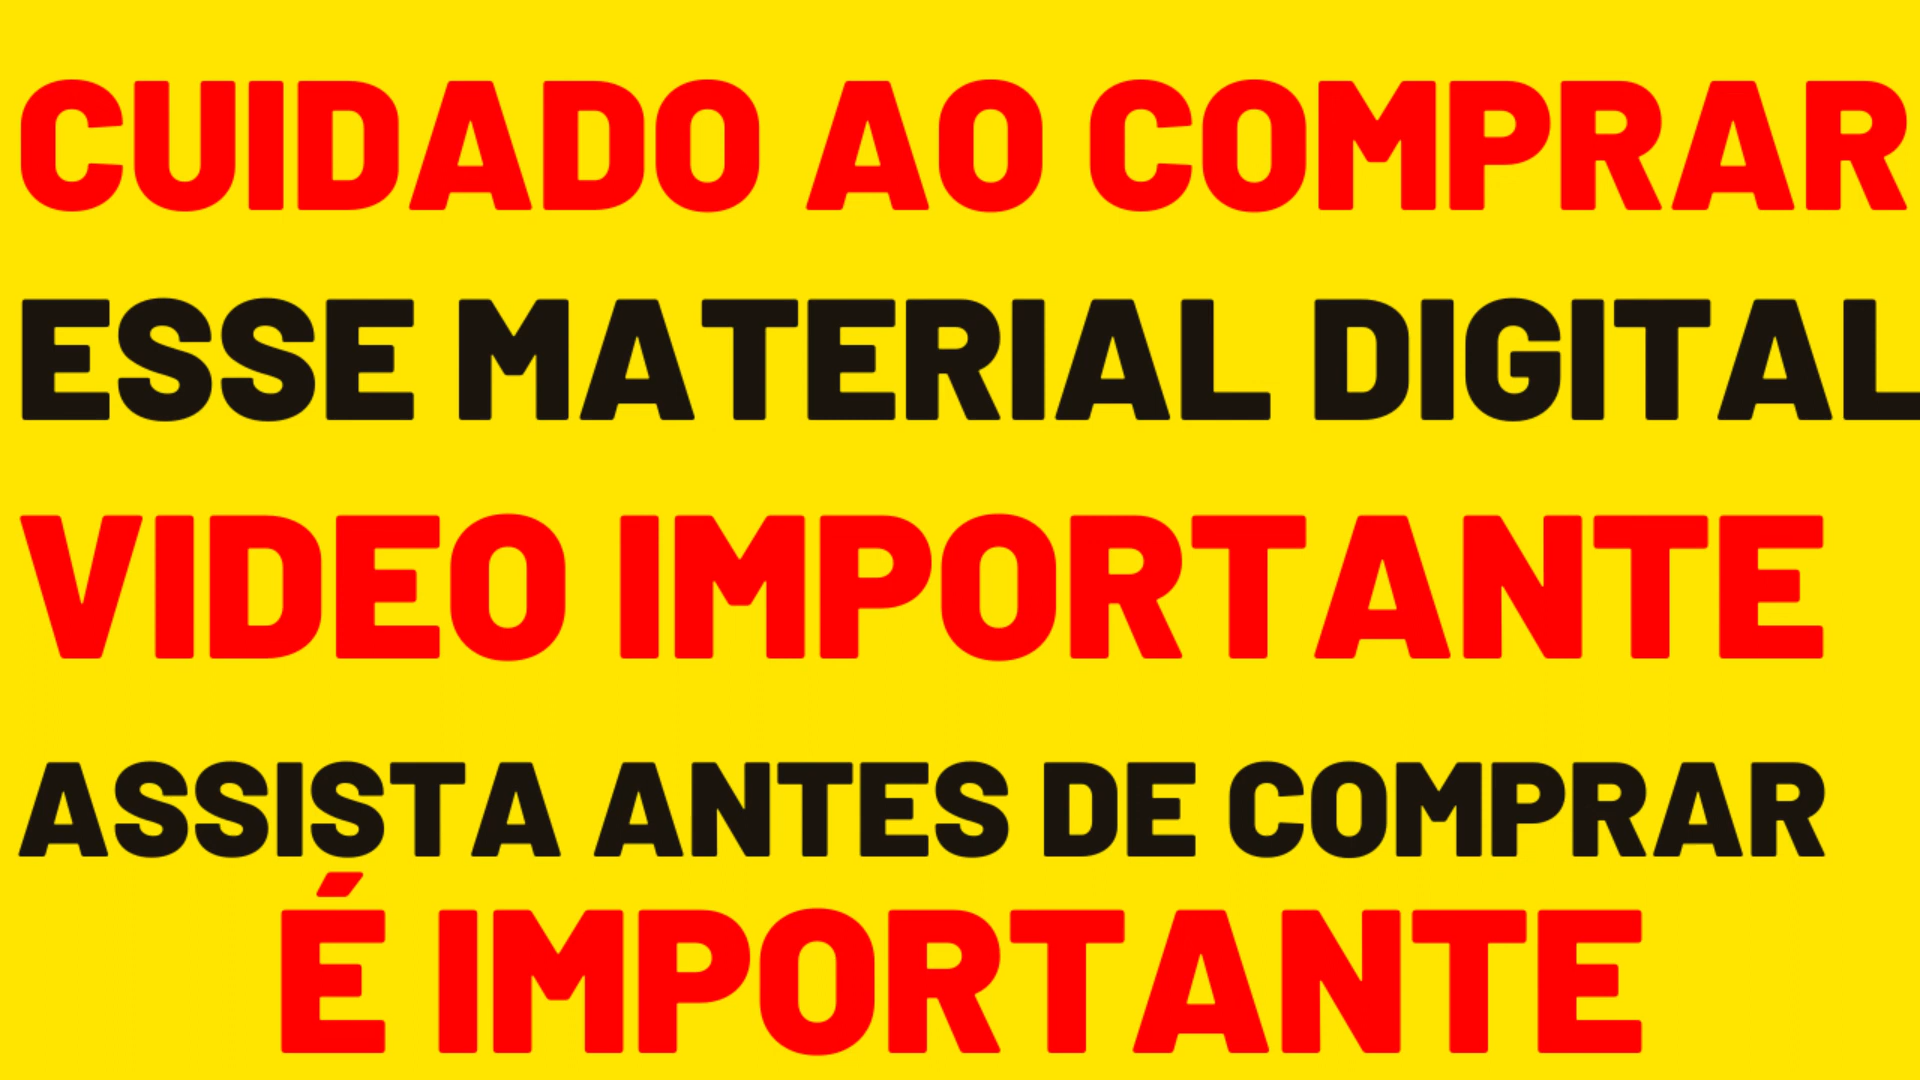 CUIDADO AO COMPRAR
ESSE MATERIAL DIGITAL
VIDEO IMPORTANTE
ASSISTA ANTES DE COMPRAR
É IMPORTANTE